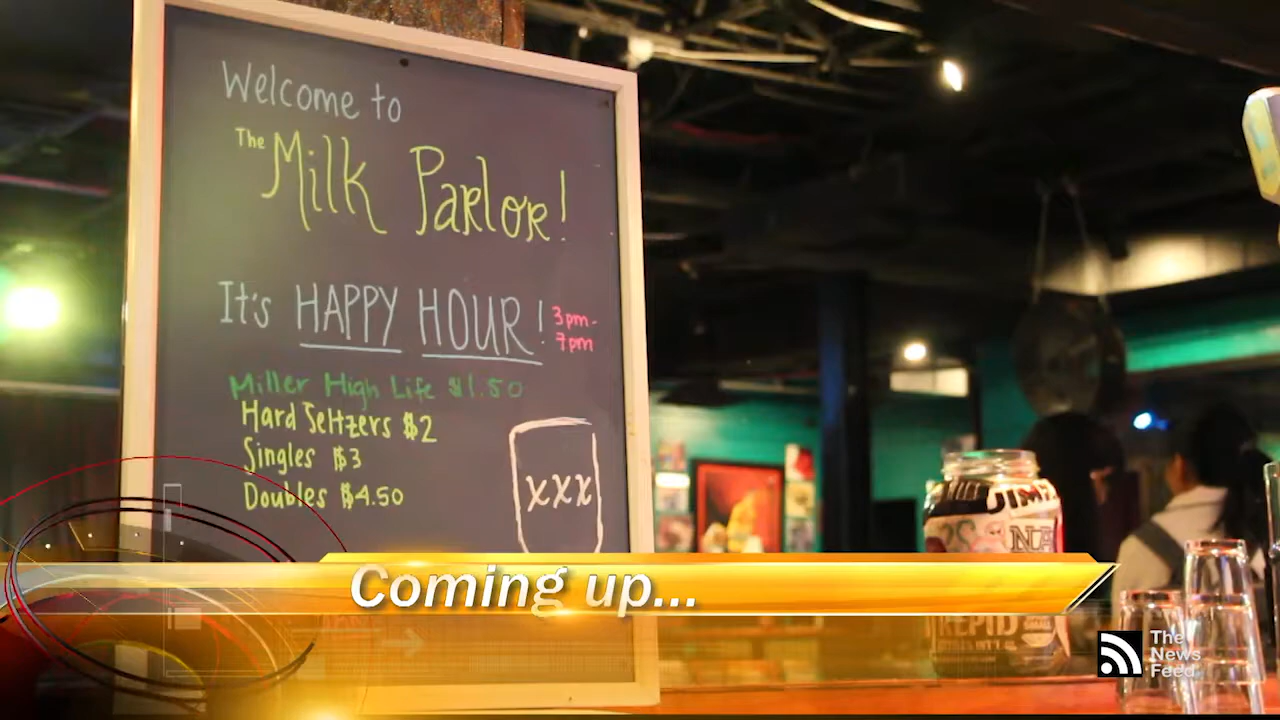 Welcome to
The Milk Parlor!
It's HAPPY HOUR! 3pm-
7pm
Miller High Life $1.50
Hard Seltzers $2
Singles $3
Doubles $4.50
xxx
JIM
Coming up...
The
News
Feed